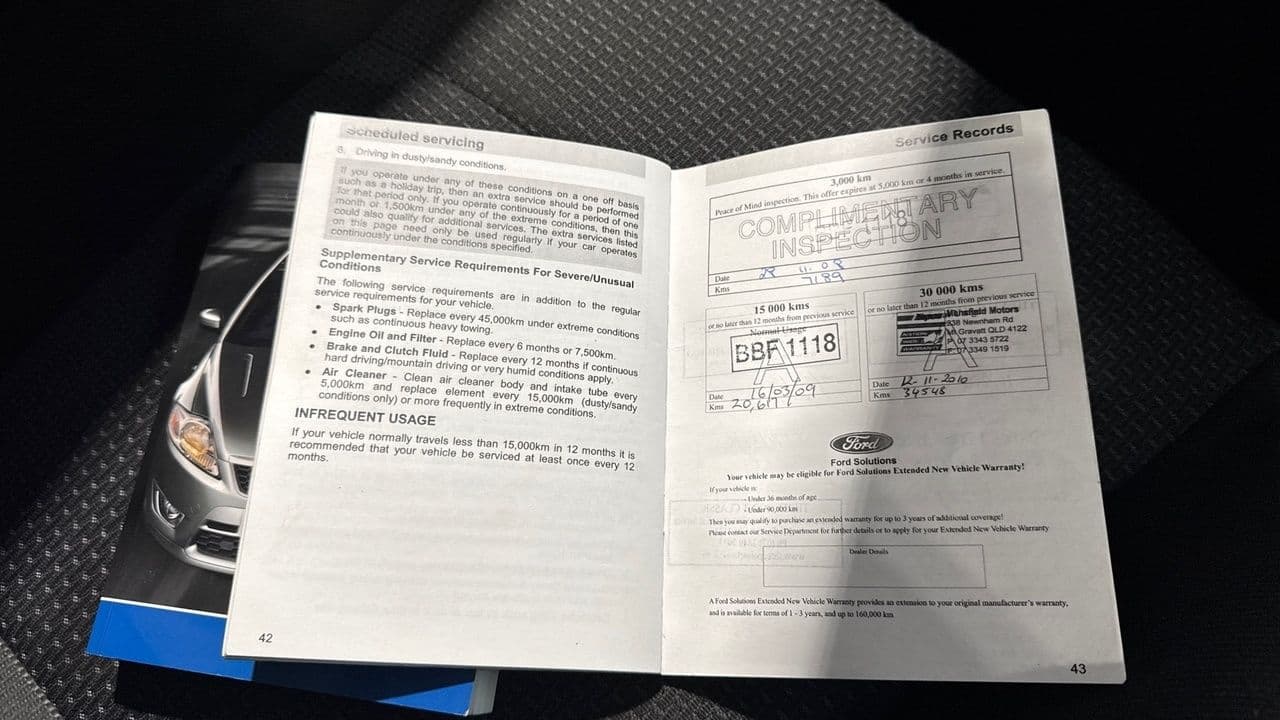 Scheduled servicing
8. Driving in dusty/sandy conditions.
If you operate under any of these conditions on a one off basis
such as a holiday trip, then an extra service should be performed
for that period only. If you operate continuously for a period of one
month or 1,500km under any of the extreme conditions, then this
could also qualify for additional services. The extra services listed
on this page need only be used regularly if your car operates
continuously under the conditions specified.
Supplementary Service Requirements For Severe/Unusual
Conditions
The following service requirements are in addition to the regular
service requirements for your vehicle.
• Spark Plugs - Replace every 45,000km under extreme conditions
such as continuous heavy towing.
• Engine Oil and Filter - Replace every 6 months or 7,500km.
• Brake and Clutch Fluid - Replace every 12 months if continuous
hard driving/mountain driving or very humid conditions apply.
• Air Cleaner - Clean air cleaner body and intake tube every
5,000km and replace element every 15,000km (dusty/sandy
conditions only) or more frequently in extreme conditions.
INFREQUENT USAGE
If your vehicle normally travels less than 15,000km in 12 months it is
recommended that your vehicle be serviced at least once every 12
months.
42
Service Records
3,000 km
Peace of Mind inspection. This offer expires at 5,000 km or 4 months in service.
COMPLIMENTARY
INSPECTION
Date 28 11.08
Kms 7189
15 000 kms
or no later than 12 months from previous service
Normal Usage
BBF 1118
A
Date 16/03/09
Kms 20,617
30 000 kms
or no later than 12 months from previous service
Mansfield Motors
938 Newnham Rd
Mt Gravatt QLD 4122
P 07 3343 5722
F 07 3349 1519
A
Date 12-11-2010
Kms 34548
Ford
Ford Solutions
Your vehicle may be eligible for Ford Solutions Extended New Vehicle Warranty!
If your vehicle is:
- Under 36 months of age
- Under 90,000 km
Then you may qualify to purchase an extended warranty for up to 3 years of additional coverage!
Please contact our Service Department for further details or to apply for your Extended New Vehicle Warranty
Dealer Details
A Ford Solutions Extended New Vehicle Warranty provides an extension to your original manufacturer's warranty,
and is available for terms of 1 - 3 years, and up to 160,000 km
43